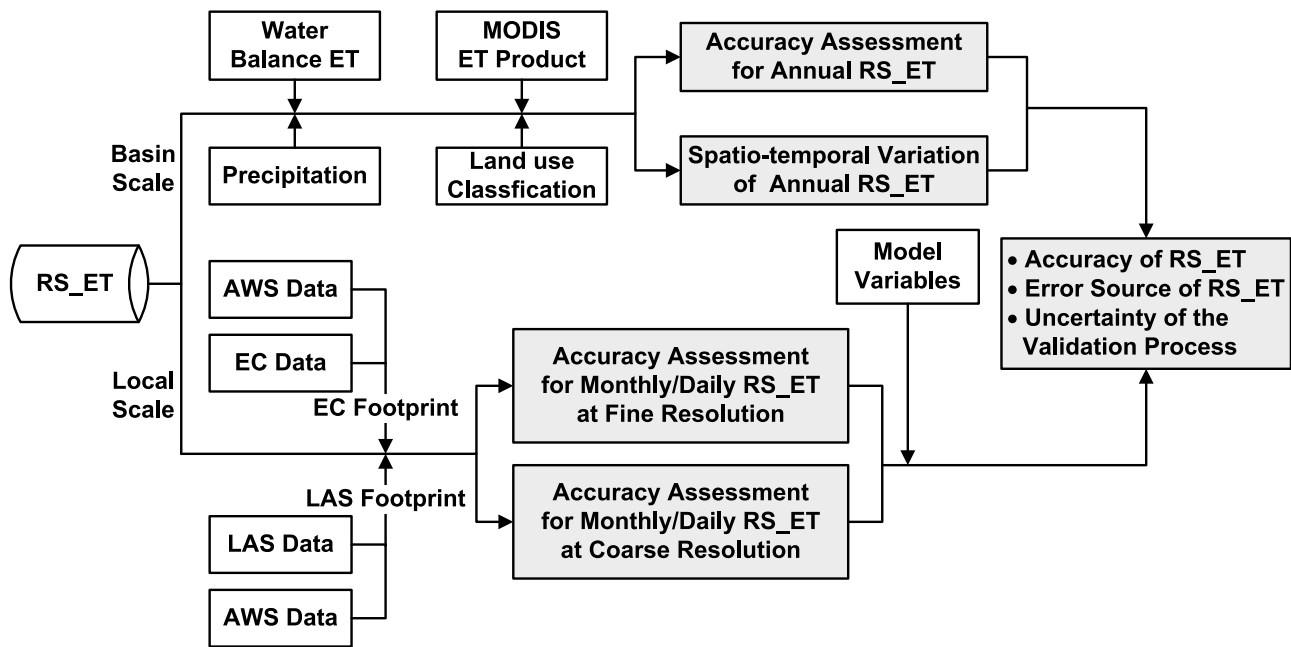 Water
Balance ET
MODIS
ET Product
Accuracy Assessment
for Annual RS_ET
Basin
Scale
Precipitation
Land use
Classfication
Spatio-temporal Variation
of Annual RS_ET
RS_ET
AWS Data
Model
Variables
• Accuracy of RS_ET
• Error Source of RS_ET
• Uncertainty of the
Validation Process
Local
Scale
EC Data
EC Footprint
Accuracy Assessment
for Monthly/Daily RS_ET
at Fine Resolution
LAS Footprint
LAS Data
AWS Data
Accuracy Assessment
for Monthly/Daily RS_ET
at Coarse Resolution